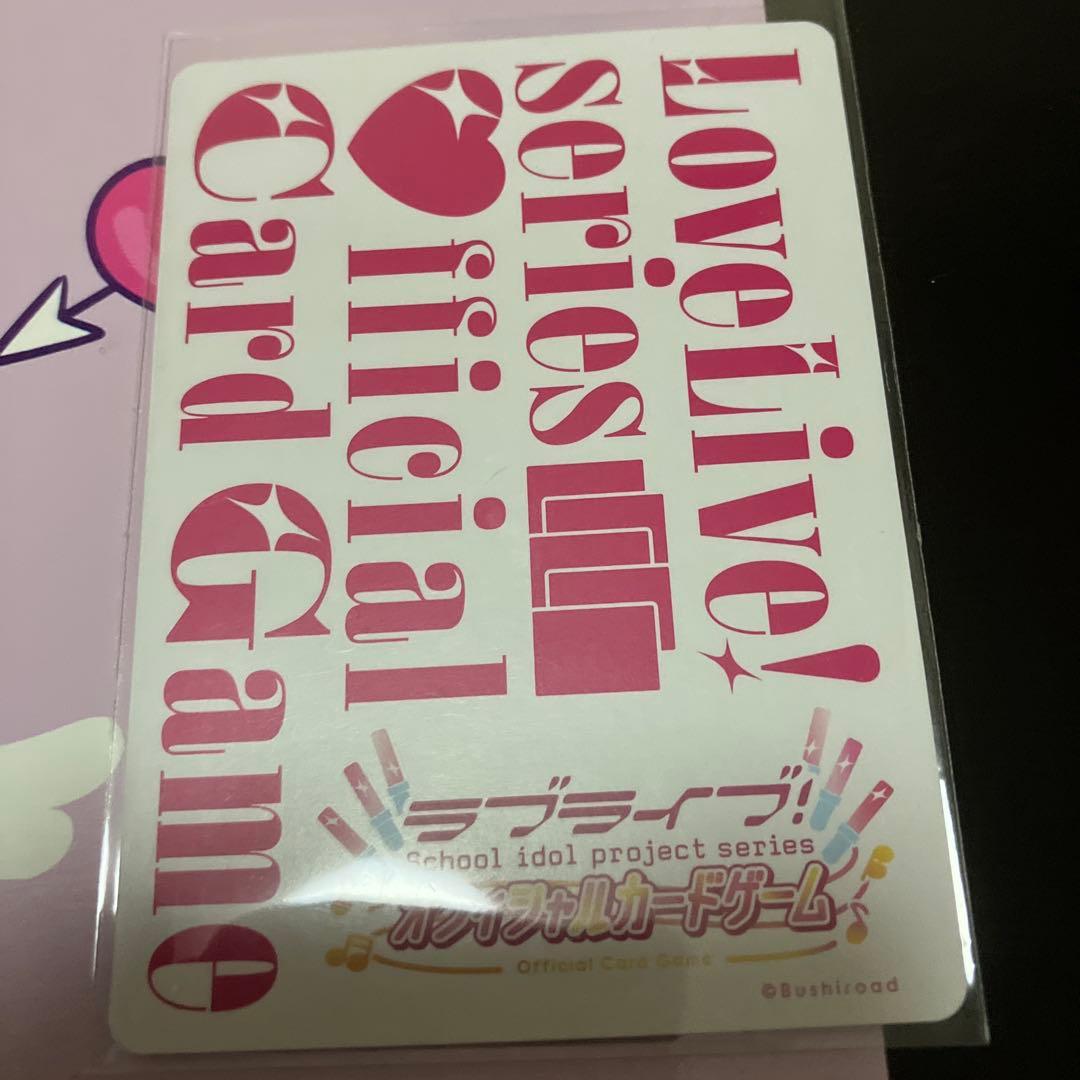 LoveLive!
series
Official
Card Game
ラブライブ!
School idol project series
オフィシャルカードゲーム
Official Card Game
©Bushiroad